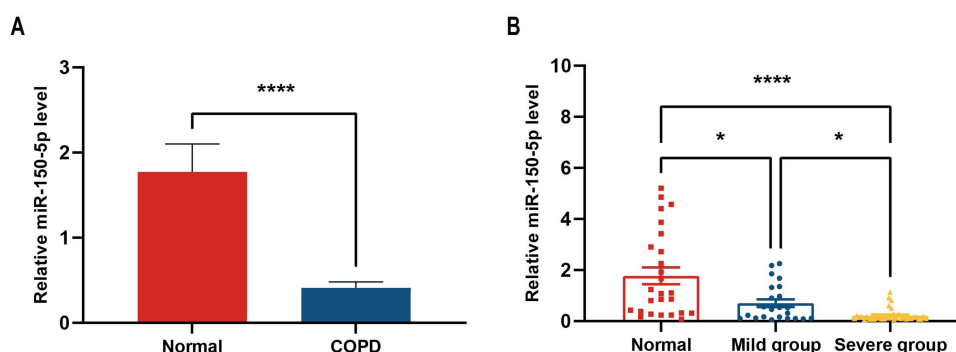 A
Relative miR-150-5p level
3
2
1
0
****
Normal COPD
B
Relative miR-150-5p level
10
8
6
4
2
0
****
* *
Normal Mild group Severe group